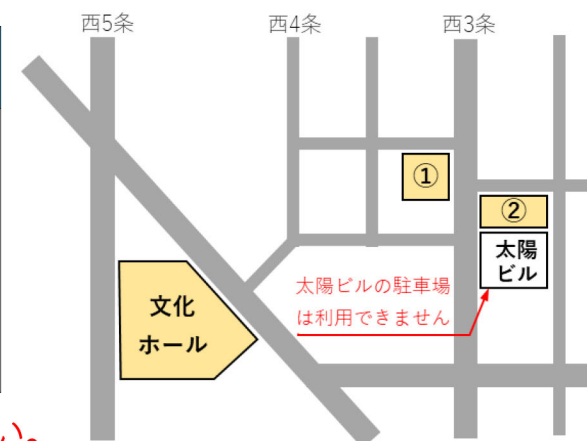 西5条
西4条
西3条
①
②
太陽
ビル
太陽ビルの駐車場
は利用できません
文化
ホール
い。